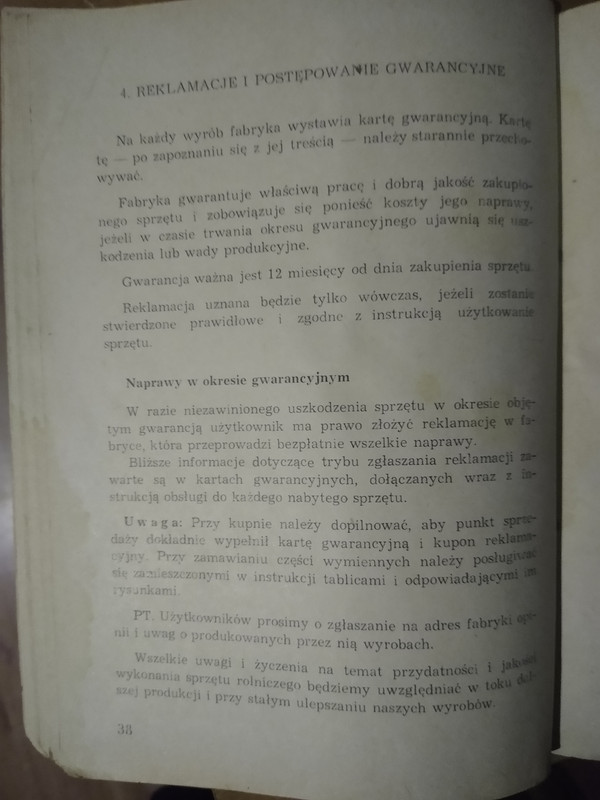 4. REKLAMACJE I POSTĘPOWANIE GWARANCYJNE
Na każdy wyrób fabryka wystawia kartę gwarancyjną. Kartę
tę — po zapoznaniu się z jej treścią — należy starannie przecho-
wywać.
Fabryka gwarantuje właściwą pracę i dobrą jakość zakupio-
nego sprzętu i zobowiązuje się ponieść koszty jego naprawy,
jeżeli w czasie trwania okresu gwarancyjnego ujawnią się usz-
kodzenia lub wady produkcyjne.
Gwarancja ważna jest 12 miesięcy od dnia zakupienia sprzętu.
Reklamacja uznana będzie tylko wówczas, jeżeli zostanie
stwierdzone prawidłowe i zgodne z instrukcją użytkowanie
sprzętu.
Naprawy w okresie gwarancyjnym
W razie niezawinionego uszkodzenia sprzętu w okresie obję-
tym gwarancją użytkownik ma prawo złożyć reklamację w fa-
bryce, która przeprowadzi bezpłatnie wszelkie naprawy.
Bliższe informacje dotyczące trybu zgłaszania reklamacji za-
warte są w kartach gwarancyjnych, dołączanych wraz z in-
strukcją obsługi do każdego nabytego sprzętu.
Uwaga: Przy kupnie należy dopilnować, aby punkt sprze-
daży dokładnie wypełnił kartę gwarancyjną i kupon reklama-
cyjny. Przy zamawianiu części wymiennych należy posługiwać
się zamieszczonymi w instrukcji tablicami i odpowiadającymi im
rysunkami.
PT. Użytkowników prosimy o zgłaszanie na adres fabryki opi-
nii i uwag o produkowanych przez nią wyrobach.
Wszelkie uwagi i życzenia na temat przydatności i jakości
wykonania sprzętu rolniczego będziemy uwzględniać w toku dal-
szej produkcji i przy stałym ulepszaniu naszych wyrobów.
38